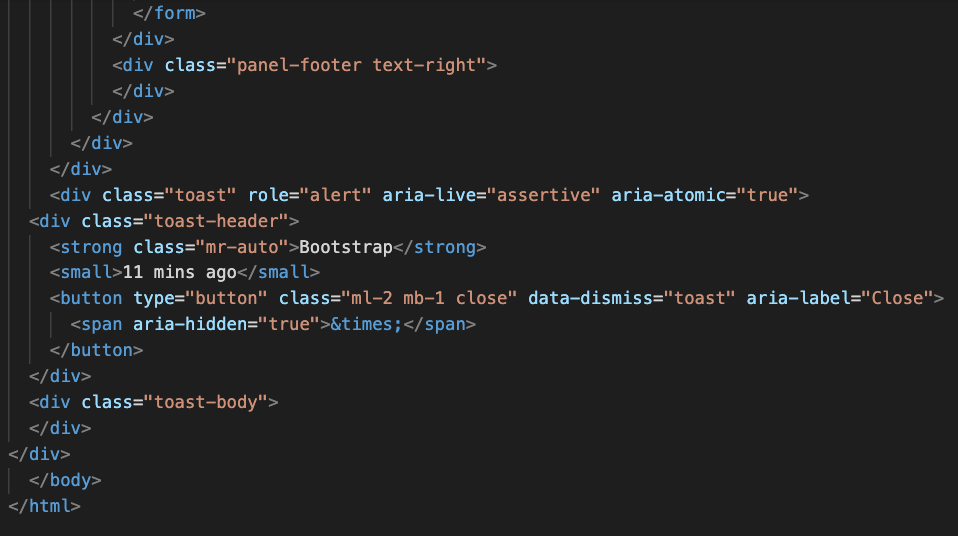 </form>
</div>
<div class="panel-footer text-right">
</div>
</div>
</div>
</div>
<div class="toast" role="alert" aria-live="assertive" aria-atomic="true">
<div class="toast-header">
<strong class="mr-auto">Bootstrap</strong>
<small>11 mins ago</small>
<button type="button" class="ml-2 mb-1 close" data-dismiss="toast" aria-label="Close">
<span aria-hidden="true">&times;</span>
</button>
</div>
<div class="toast-body">
</div>
</div>
</body>
</html>